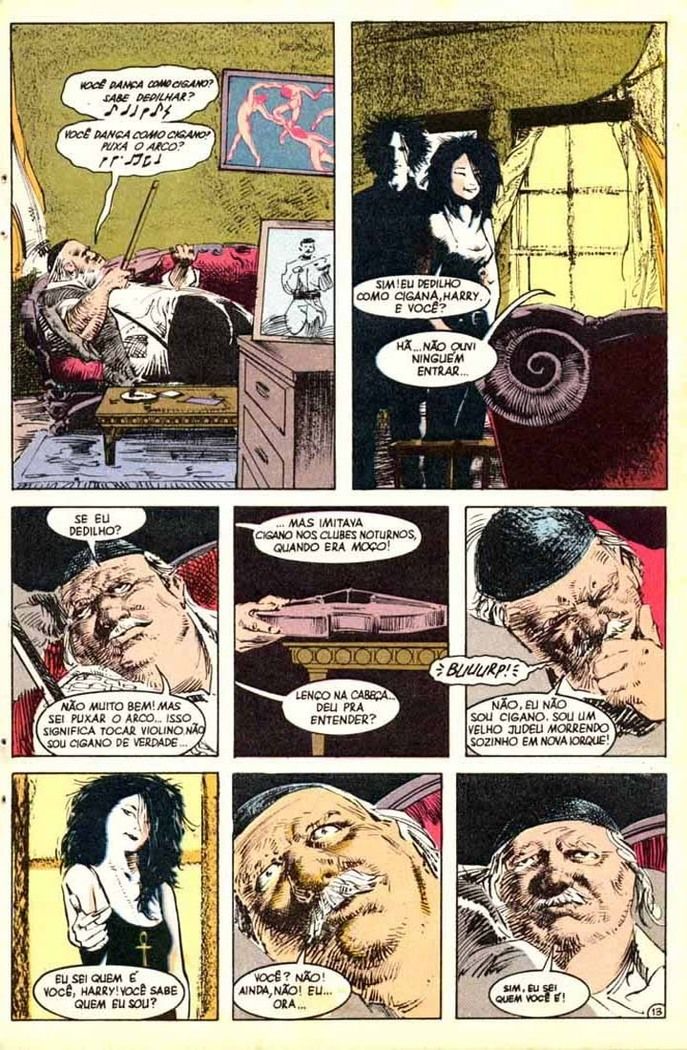 VOCÊ DANÇA COMO CIGANO?
SABE DEDILHAR?
VOCÊ DANÇA COMO CIGANO?
PUXA O ARCO?
SIM! EU DEDILHO
COMO CIGANA, HARRY.
E VOCÊ?
HÃ... NÃO OUVI
NINGUÉM
ENTRAR...
SE EU
DEDILHO?
NÃO MUITO BEM! MAS
SEI PUXAR O ARCO... ISSO
SIGNIFICA TOCAR VIOLINO. NÃO
SOU CIGANO DE VERDADE...
... MAS IMITAVA
CIGANO NOS CLUBES NOTURNOS,
QUANDO ERA MOÇO!
LENÇO NA CABEÇA...
DEU PRA
ENTENDER?
BUUURP!
NÃO, EU NÃO
SOU CIGANO. SOU UM
VELHO JUDEU MORRENDO
SOZINHO EM NOVA IORQUE!
EU SEI QUEM É
VOCÊ, HARRY! VOCÊ SABE
QUEM EU SOU?
VOCÊ? NÃO!
AINDA, NÃO! EU...
ORA...
SIM, EU SEI
QUEM VOCÊ É!
13